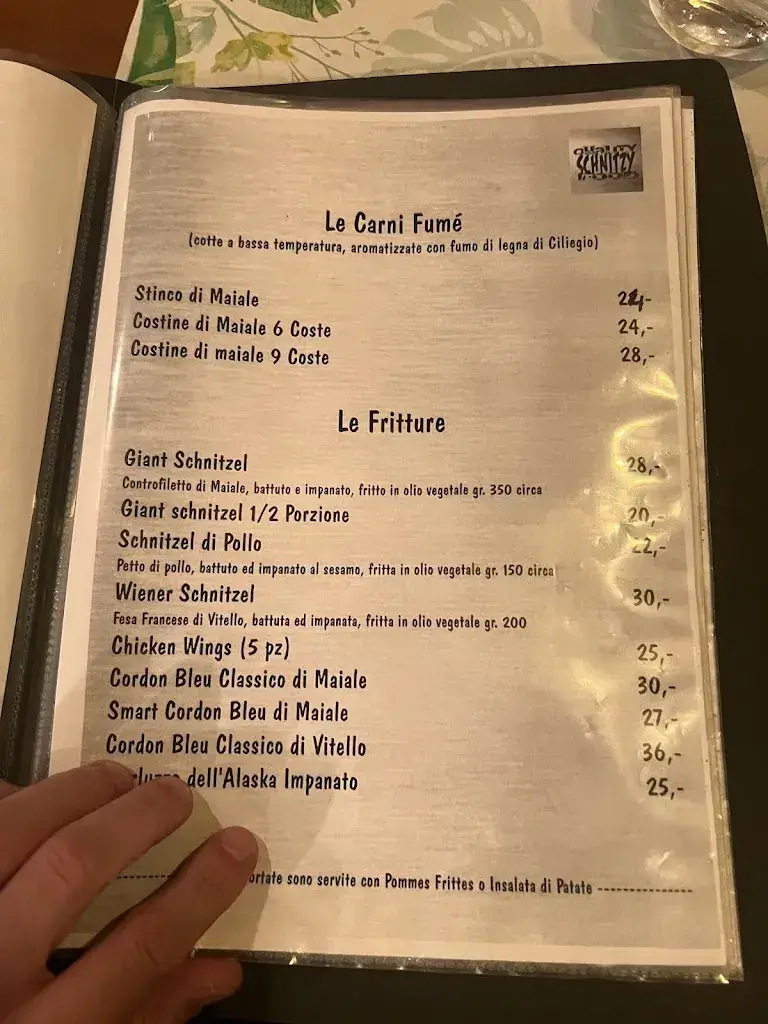 QUALITY
SCHNITZY
Le Carni Fumé
(cotte a bassa temperatura, aromatizzate con fumo di legna di Ciliegio)
Stinco di Maiale 24,-
Costine di Maiale 6 Coste 24,-
Costine di maiale 9 Coste 28,-
Le Fritture
Giant Schnitzel 28,-
Controfiletto di Maiale, battuto e impanato, fritto in olio vegetale gr. 350 circa
Giant schnitzel 1/2 Porzione 20,-
Schnitzel di Pollo 22,-
Petto di pollo, battuto ed impanato al sesamo, fritta in olio vegetale gr. 150 circa
Wiener Schnitzel 30,-
Fesa Francese di Vitello, battuta ed impanata, fritta in olio vegetale gr. 200
Chicken Wings (5 pz) 25,-
Cordon Bleu Classico di Maiale 30,-
Smart Cordon Bleu di Maiale 27,-
Cordon Bleu Classico di Vitello 36,-
dell'Alaska Impanato 25,-
sono servite con Pommes Frittes o Insalata di Patate